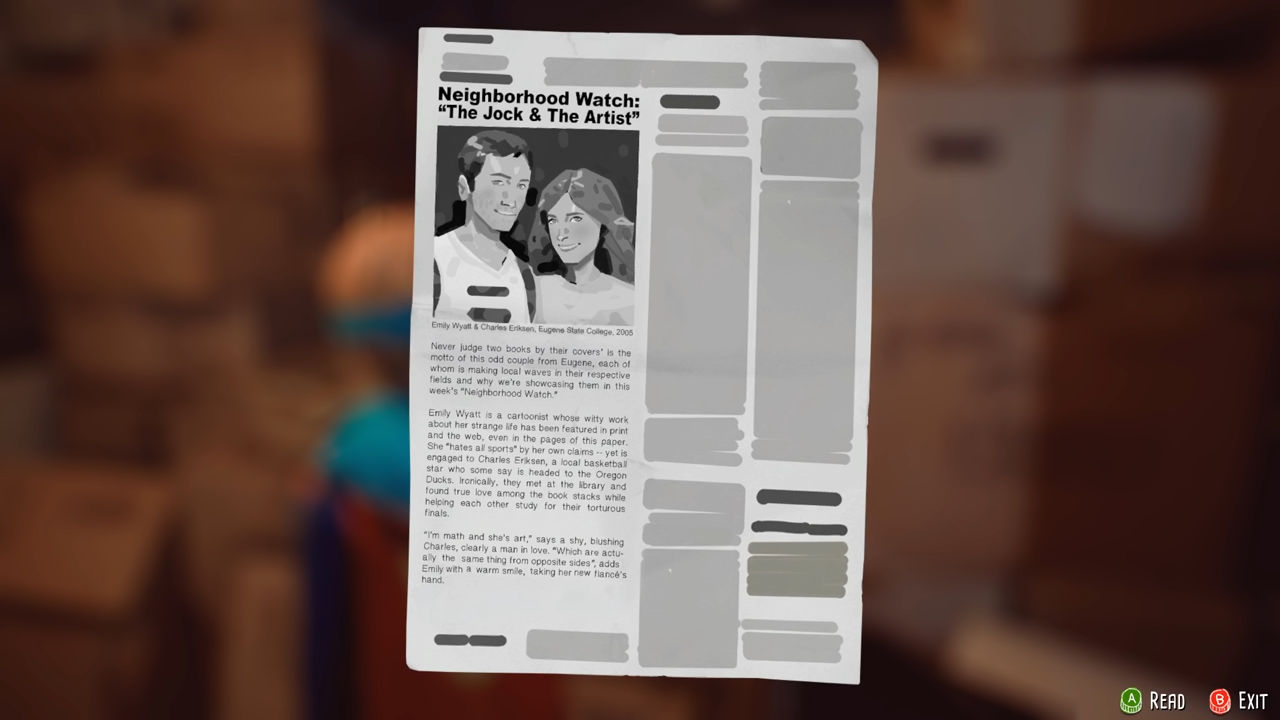 Neighborhood Watch:
“The Jock & The Artist”
Emily Wyatt & Charles Eriksen, Eugene State College, 2005
Never judge two books by their covers' is the
motto of this odd couple from Eugene, each of
whom is making local waves in their respective
fields and why we're showcasing them in this
week's "Neighborhood Watch."
Emily Wyatt is a cartoonist whose witty work
about her strange life has been featured in print
and the web, even in the pages of this paper.
She "hates all sports" by her own claims -- yet is
engaged to Charles Eriksen, a local basketball
star who some say is headed to the Oregon
Ducks. Ironically, they met at the library and
found true love among the book stacks while
helping each other study for their torturous
finals.
"I'm math and she's art," says a shy, blushing
Charles, clearly a man in love. "Which are actu-
ally the same thing from opposite sides", adds
Emily with a warm smile, taking her new fiancé's
hand.
A READ B EXIT